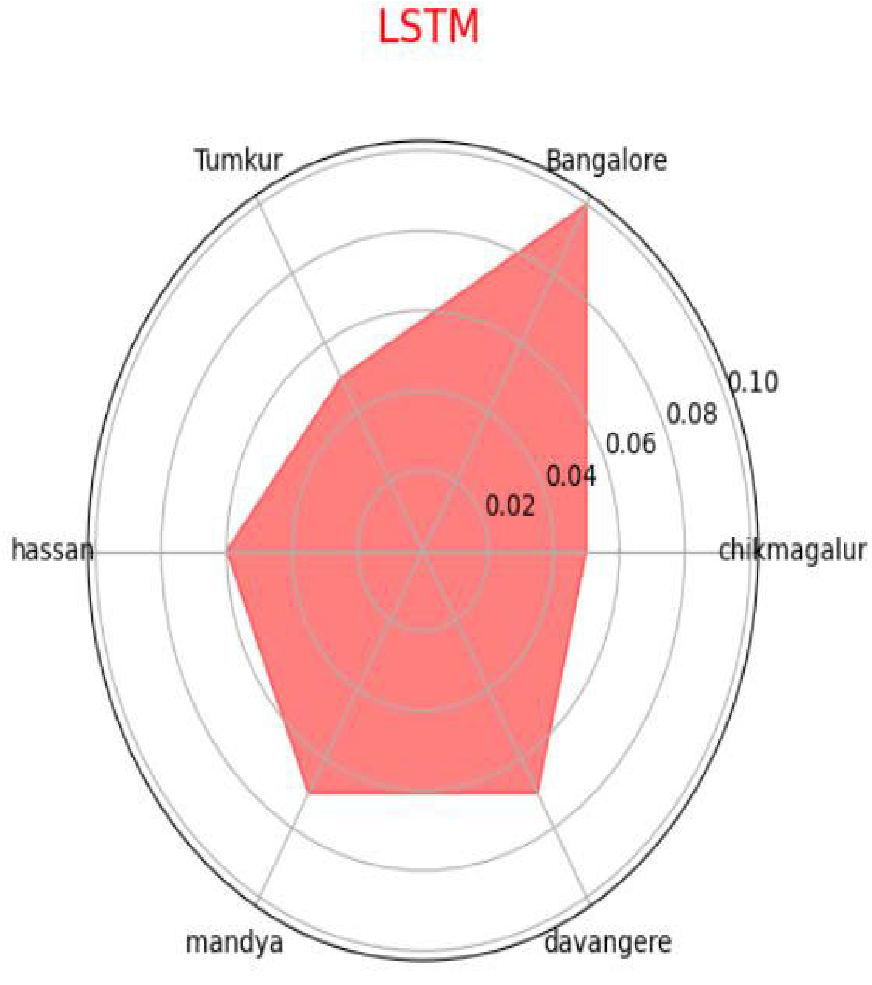 LSTM
Tumkur
Bangalore
0.10
0.08
0.06
0.04
0.02
hassan
chikmagalur
mandya
davangere